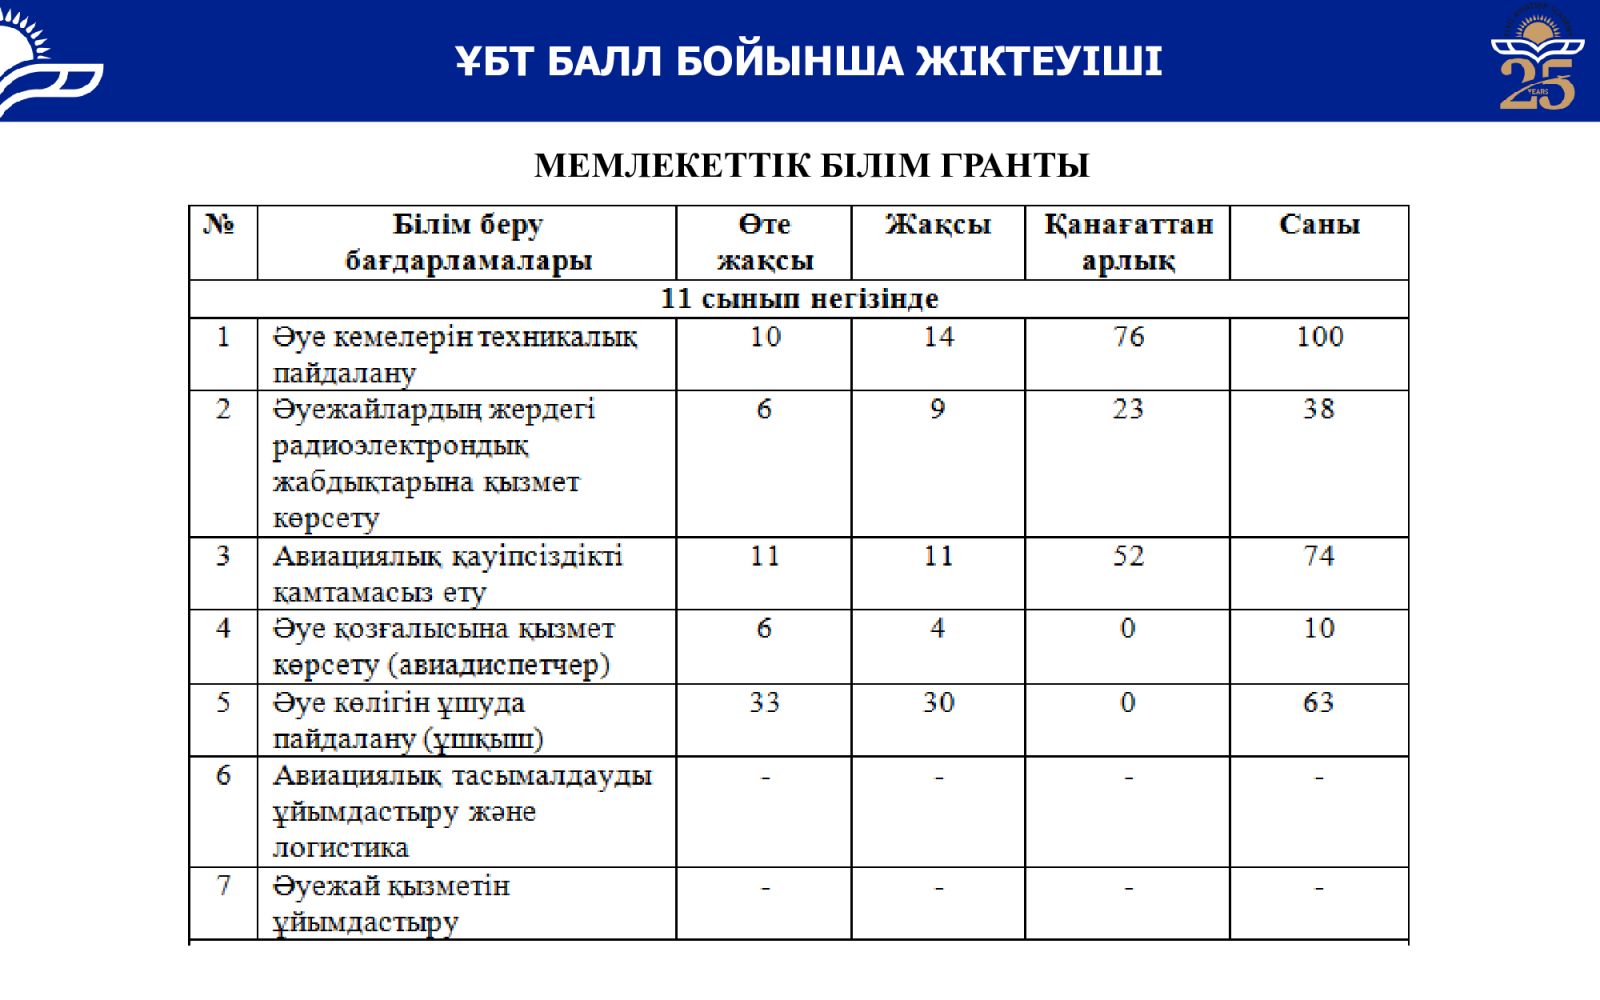 ҰБТ БАЛЛ БОЙЫНША ЖІКТЕУІШІ
25
YEARS
МЕМЛЕКЕТТІК БІЛІМ ГРАНТЫ
№ Білім беру бағдарламалары Өте жақсы Жақсы Қанағаттан арлық Саны
11 сынып негізінде
1 Әуе кемелерін техникалық 10 14 76 100
пайдалану
2 Әуежайлардың жердегі 6 9 23 38
радиоэлектрондық
жабдықтарына қызмет
көрсету
3 Авиациялық қауіпсіздікті 11 11 52 74
қамтамасыз ету
4 Әуе қозғалысына қызмет 6 4 0 10
көрсету (авиадиспетчер)
5 Әуе көлігін ұшуда 33 30 0 63
пайдалану (ұшқыш)
6 Авиациялық тасымалдауды - - - -
ұйымдастыру және
логистика
7 Әуежай қызметін - - - -
ұйымдастыру